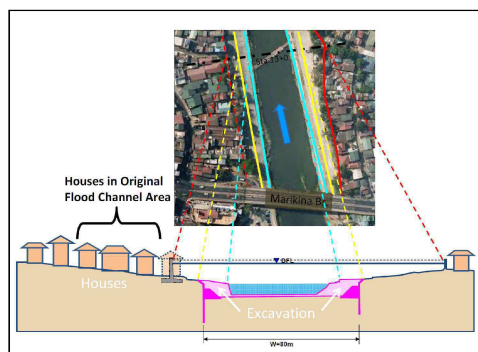 Sta.13+0
Marikina B
Houses in Original
Flood Channel Area
DFL
Houses
Excavation
W=80m